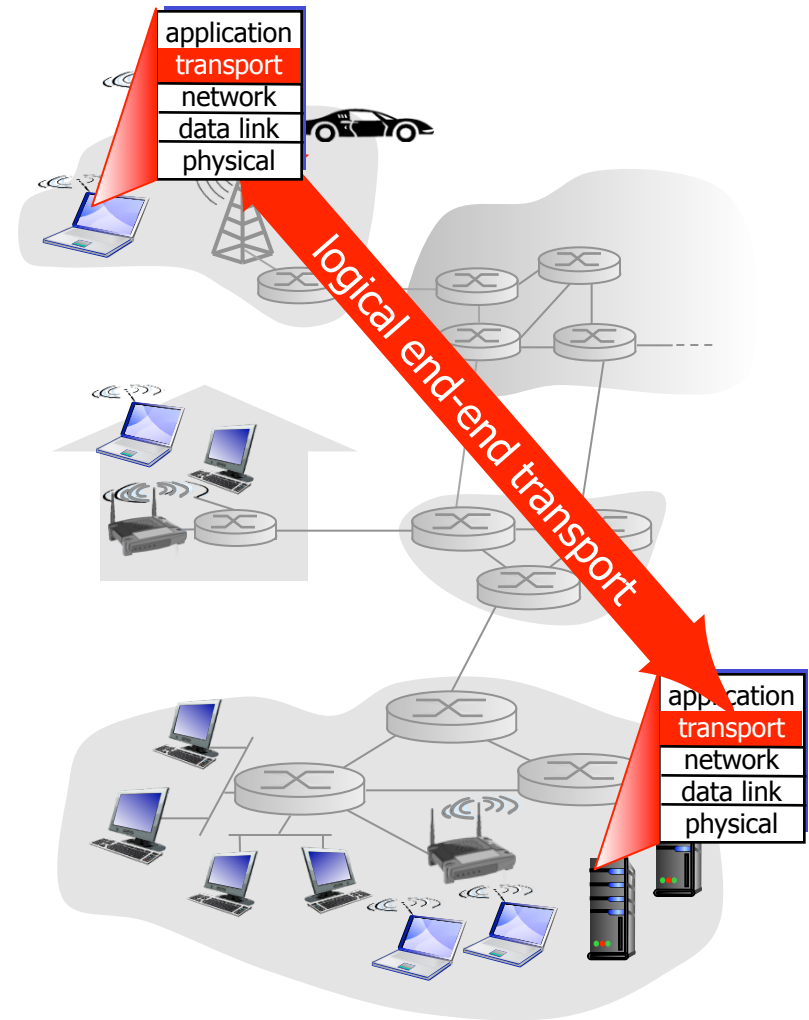 application
transport
network
data link
physical
logical end-end transport
application
transport
network
data link
physical